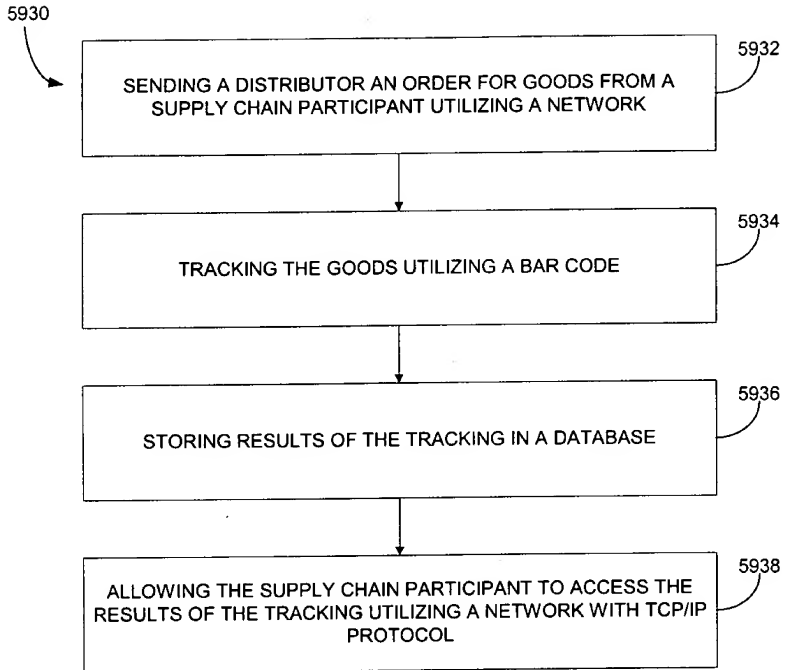 5930
5932
SENDING A DISTRIBUTOR AN ORDER FOR GOODS FROM A
SUPPLY CHAIN PARTICIPANT UTILIZING A NETWORK
5934
TRACKING THE GOODS UTILIZING A BAR CODE
5936
STORING RESULTS OF THE TRACKING IN A DATABASE
5938
ALLOWING THE SUPPLY CHAIN PARTICIPANT TO ACCESS THE
RESULTS OF THE TRACKING UTILIZING A NETWORK WITH TCP/IP
PROTOCOL